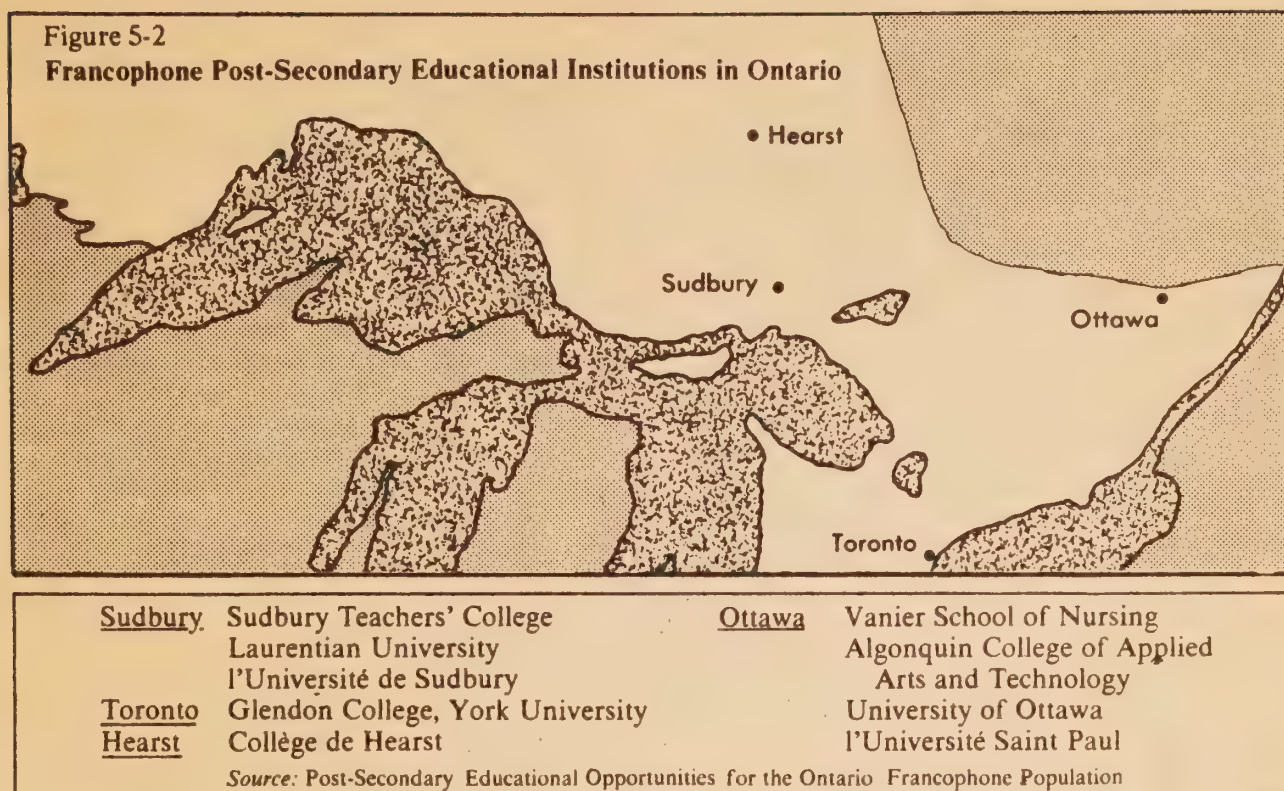 Figure 5-2
Francophone Post-Secondary Educational Institutions in Ontario
Hearst
Sudbury
Ottawa
Toronto
Sudbury Sudbury Teachers' College
Laurentian University
l'Université de Sudbury
Toronto Glendon College, York University
Hearst Collège de Hearst
Ottawa Vanier School of Nursing
Algonquin College of Applied
Arts and Technology
University of Ottawa
l'Université Saint Paul
Source: Post-Secondary Educational Opportunities for the Ontario Francophone Population